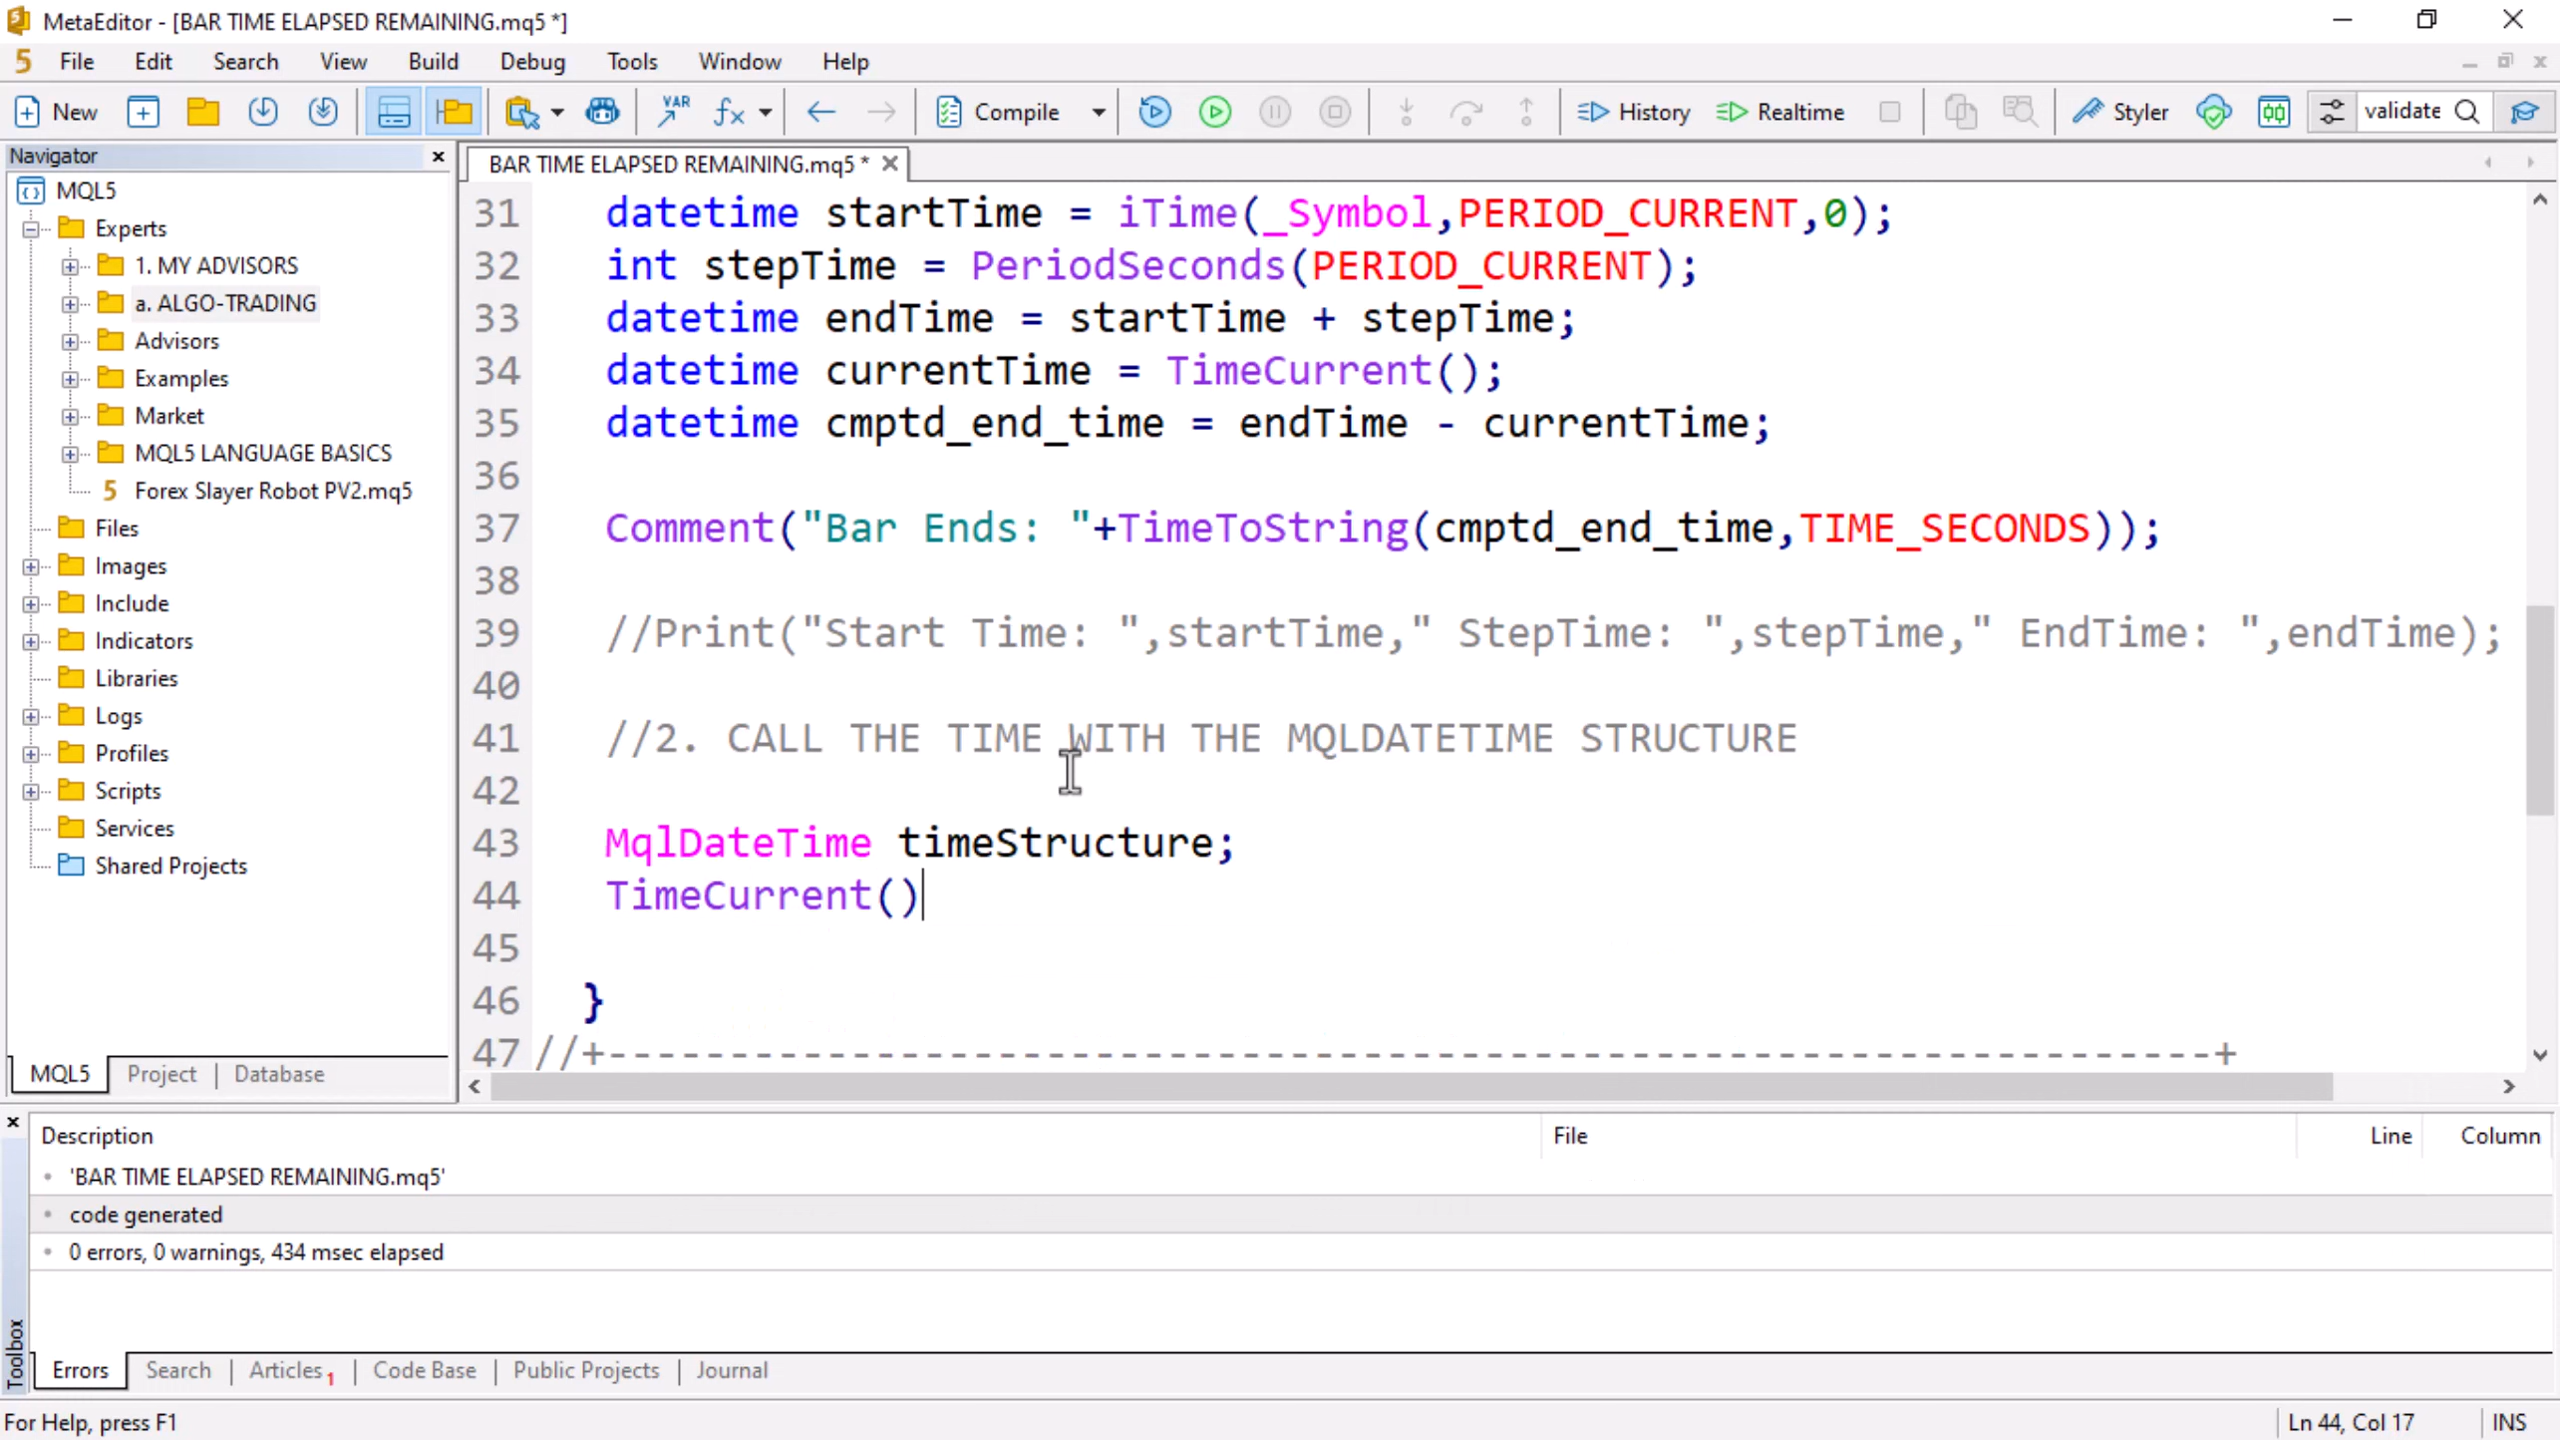 MetaEditor - [BAR TIME ELAPSED REMAINING.mq5 *]
5 File Edit Search View Build Debug Tools Window Help
New VAR fx Compile History Realtime Styler validate
Navigator
BAR TIME ELAPSED REMAINING.mq5 *
MQL5
Experts
1. MY ADVISORS
a. ALGO-TRADING
Advisors
Examples
Market
MQL5 LANGUAGE BASICS
5 Forex Slayer Robot PV2.mq5
Files
Images
Include
Indicators
Libraries
Logs
Profiles
Scripts
Services
Shared Projects
MQL5 | Project | Database
31 datetime startTime = iTime(_Symbol,PERIOD_CURRENT,0);
32 int stepTime = PeriodSeconds(PERIOD_CURRENT);
33 datetime endTime = startTime + stepTime;
34 datetime currentTime = TimeCurrent();
35 datetime cmptd_end_time = endTime - currentTime;
36
37 Comment("Bar Ends: "+TimeToString(cmptd_end_time,TIME_SECONDS));
38
39 //Print("Start Time: ",startTime," StepTime: ",stepTime," EndTime: ",endTime);
40
41 //2. CALL THE TIME WITH THE MQLDATETIME STRUCTURE
42
43 MqlDateTime timeStructure;
44 TimeCurrent()
45
46 }
47 //+------------------------------------------------------------------+
Description File Line Column
'BAR TIME ELAPSED REMAINING.mq5'
code generated
0 errors, 0 warnings, 434 msec elapsed
Toolbox
Errors | Search | Articles 1 | Code Base | Public Projects | Journal
For Help, press F1 Ln 44, Col 17 INS